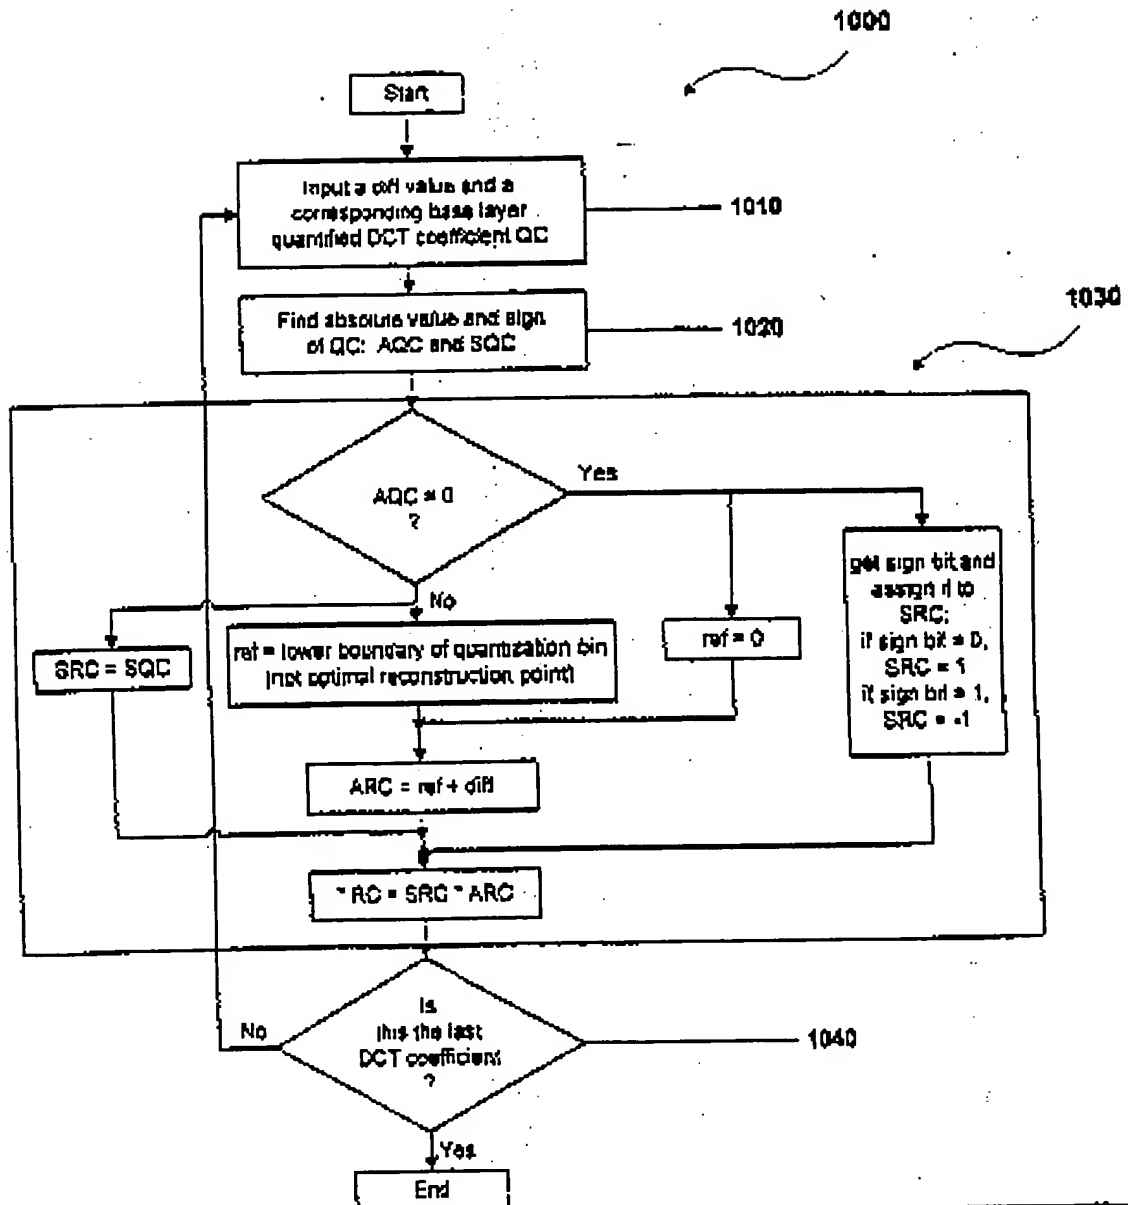 1000
Start
Input a diff value and a
corresponding base layer
quantified DCT coefficient QC
1010
Find absolute value and sign
of QC: AQC and SQC
1020
1030
AQC = 0
?
Yes
No
SRC = SQC
ref = lower boundary of quantization bin
(not optimal reconstruction point)
ref = 0
get sign bit and
assign it to
SRC:
if sign bit = 0,
SRC = 1
if sign bit = 1,
SRC = -1
ARC = ref + diff
" RC = SRC * ARC
Is
this the last
DCT coefficient
?
No
1040
Yes
End